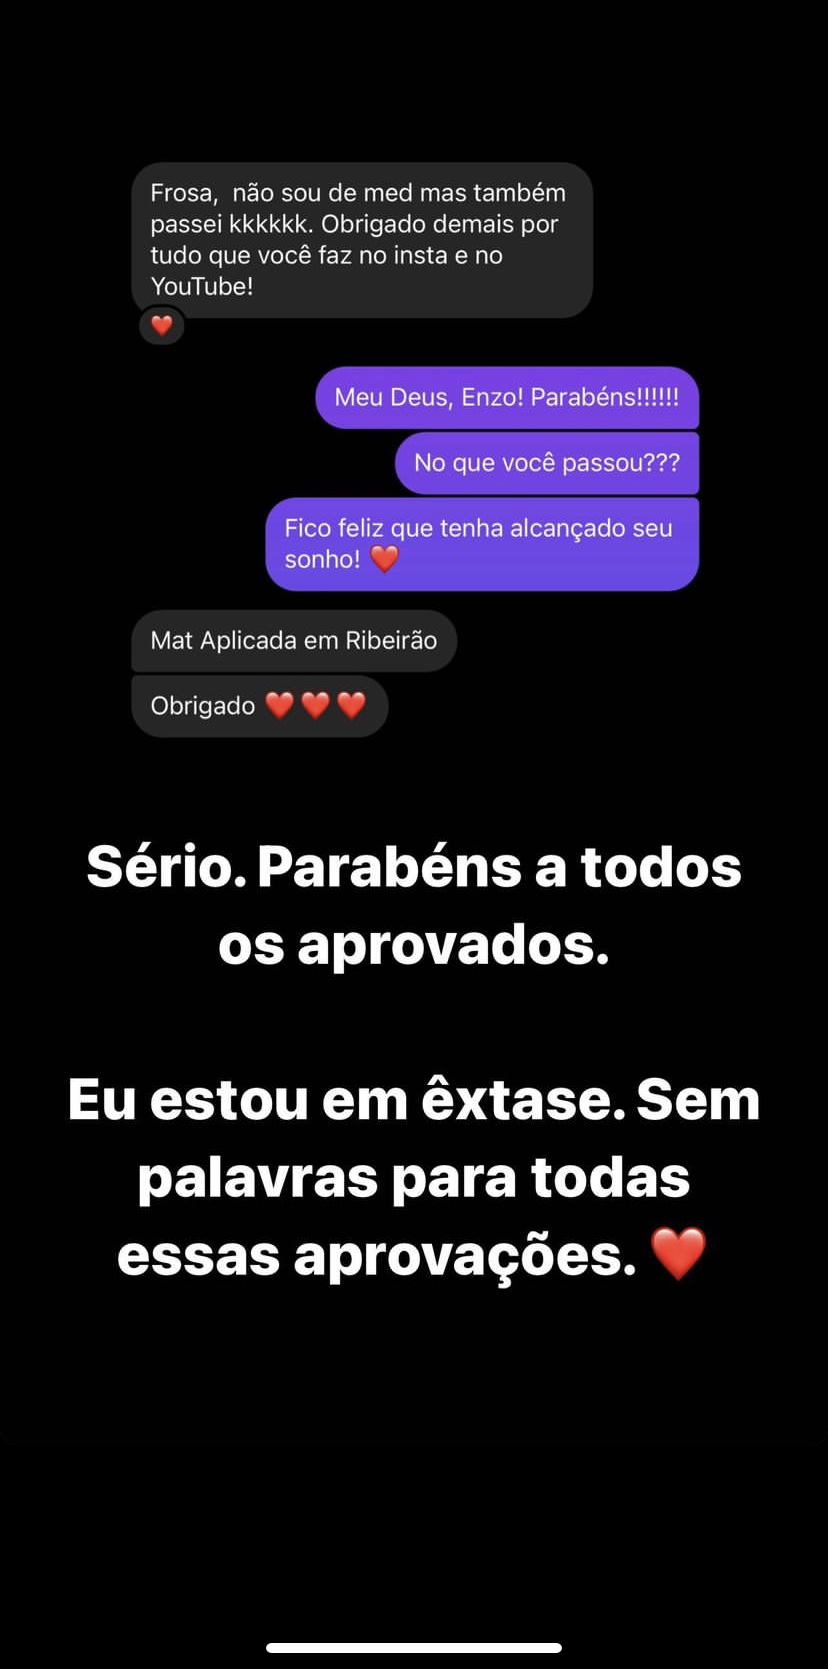 Frosa,  não sou de med mas também
passei kkkkkk. Obrigado demais por
tudo que você faz no insta e no
YouTube!
❤️
Meu Deus, Enzo! Parabéns!!!!!!
No que você passou???
Fico feliz que tenha alcançado seu
sonho! ❤️
Mat Aplicada em Ribeirão
Obrigado ❤️❤️❤️
Sério. Parabéns a todos
os aprovados.
Eu estou em êxtase. Sem
palavras para todas
essas aprovações. ❤️